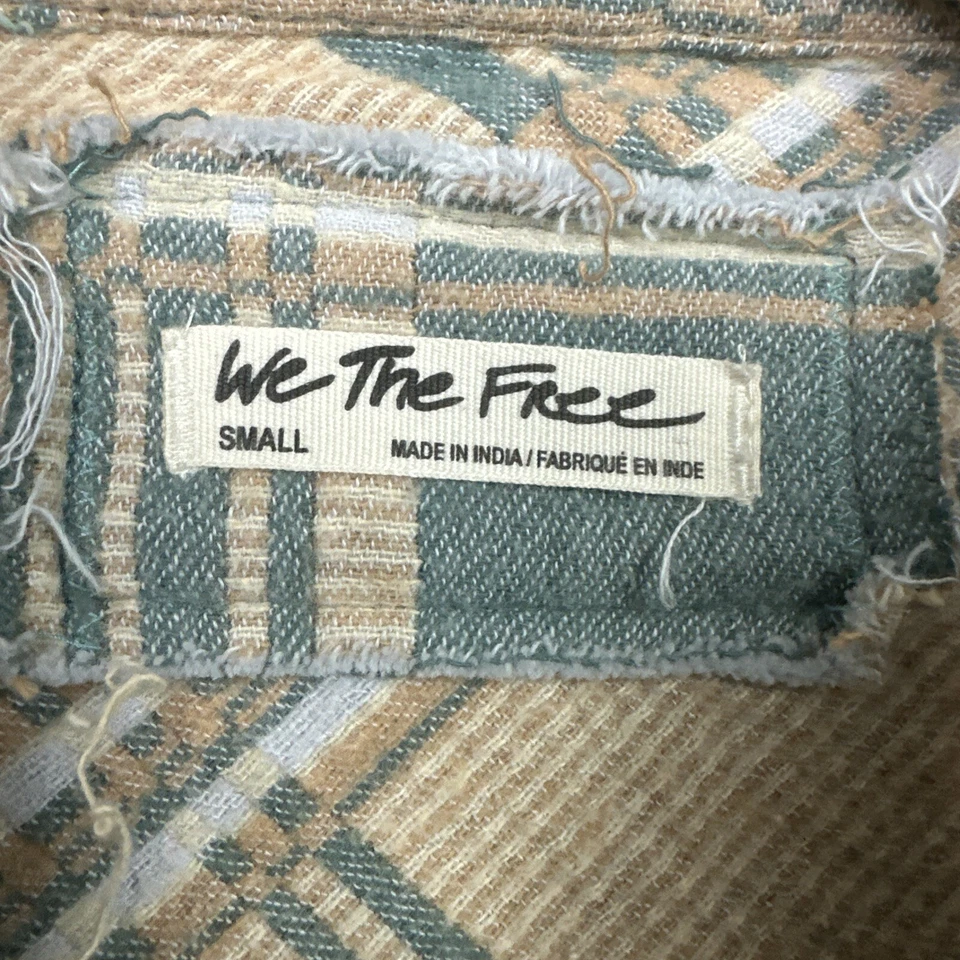 We The Free
SMALL MADE IN INDIA / FABRIQUÉ EN INDE